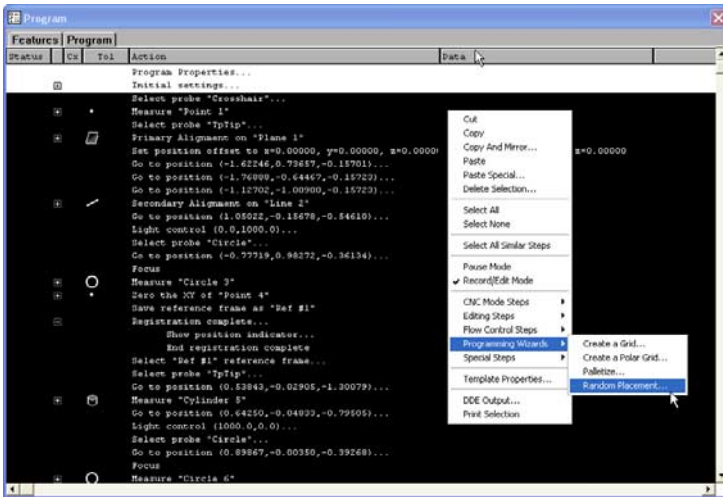 Program
Features Program
Status Cx Tol Action Data
Program Properties...
Initial settings...
Select probe "Crosshair"...
Measure "Point 1"
Select probe "TpTip"...
Primary Alignment on "Plane 1"
Set position offset to x=0.00000, y=0.00000, z=0.0000 z=0.00000
Go to position (-1.62246,0.73657,-0.15701)...
Go to position (-1.76888,-0.64467,-0.15723)...
Go to position (-1.12702,-1.00900,-0.15723)...
Secondary Alignment on "Line 2"
Go to position (1.05022,-0.15678,-0.54610)...
Light control (0.0,1000.0)...
Select probe "Circle"...
Go to position (-0.77719,0.98272,-0.36134)...
Focus
Measure "Circle 3"
Zero the XY of "Point 4"
Save reference frame as "Ref #1"
Registration complete...
Show position indicator...
End registration complete
Select "Ref #1" reference frame...
Select probe "TpTip"...
Go to position (0.53843,-0.02905,-1.30079)...
Measure "Cylinder 5"
Go to position (0.64250,-0.04833,-0.79505)...
Light control (1000.0,0.0)...
Select probe "Circle"...
Go to position (0.89867,-0.00350,-0.39268)...
Focus
Measure "Circle 6"
Cut
Copy
Copy And Mirror...
Paste
Paste Special...
Delete Selection...
Select All
Select None
Select All Similar Steps
Pause Mode
Record/Edit Mode
CNC Mode Steps
Editing Steps
Flow Control Steps
Programming Wizards
Special Steps
Template Properties...
DDE Output...
Print Selection
Create a Grid...
Create a Polar Grid...
Palletize...
Random Placement...